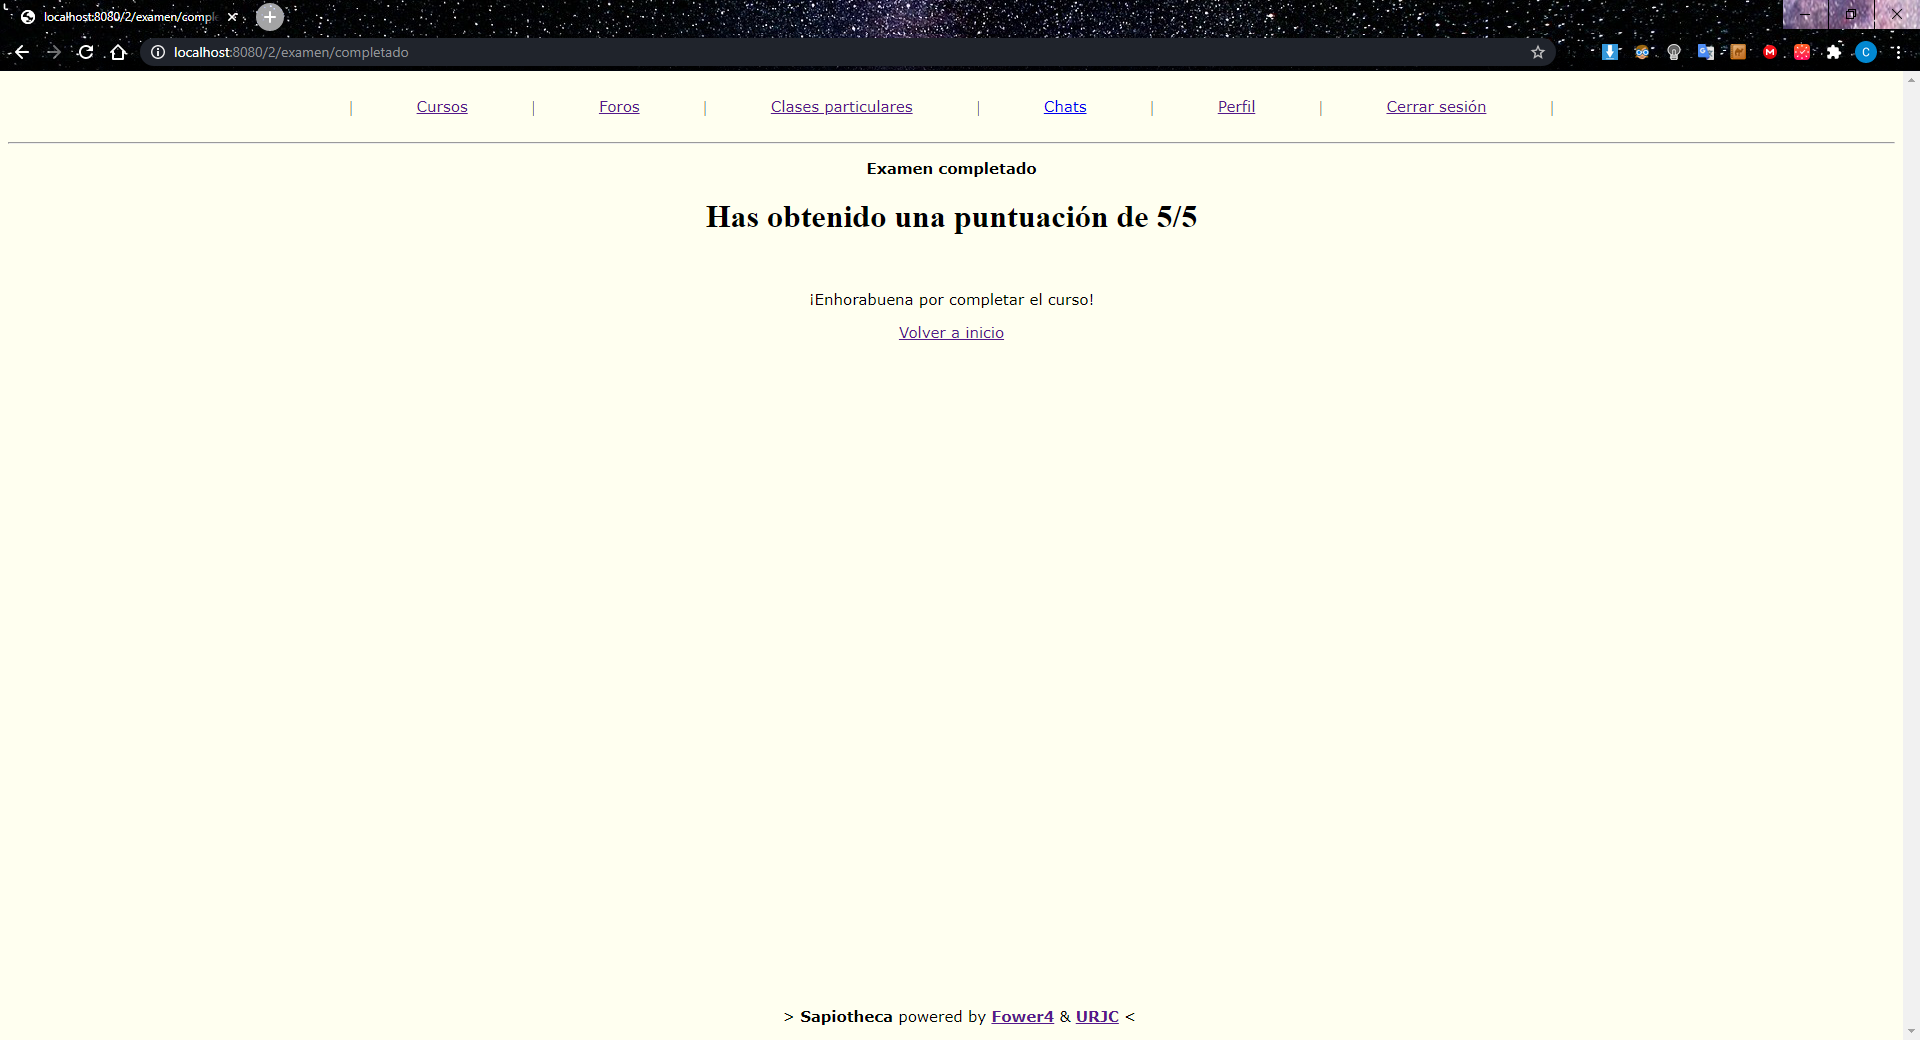 localhost:8080/2/examen/compl
localhost:8080/2/examen/completado
C
| Cursos | Foros | Clases particulares | Chats | Perfil | Cerrar sesión |
Examen completado
Has obtenido una puntuación de 5/5
¡Enhorabuena por completar el curso!
Volver a inicio
> Sapiotheca powered by Fower4 & URJC <